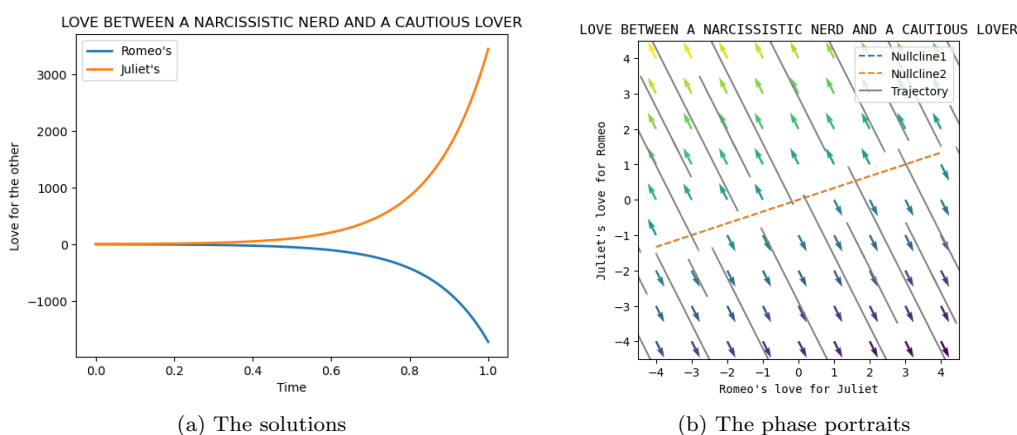 LOVE BETWEEN A NARCISSISTIC NERD AND A CAUTIOUS LOVER
Romeo's
Juliet's
Love for the other
3000
2000
1000
0
−1000
0.0 0.2 0.4 0.6 0.8 1.0
Time
(a) The solutions
LOVE BETWEEN A NARCISSISTIC NERD AND A CAUTIOUS LOVER
Nullcline1
Nullcline2
Trajectory
Juliet's love for Romeo
4
3
2
1
0
−1
−2
−3
−4
−4 −3 −2 −1 0 1 2 3 4
Romeo's love for Juliet
(b) The phase portraits